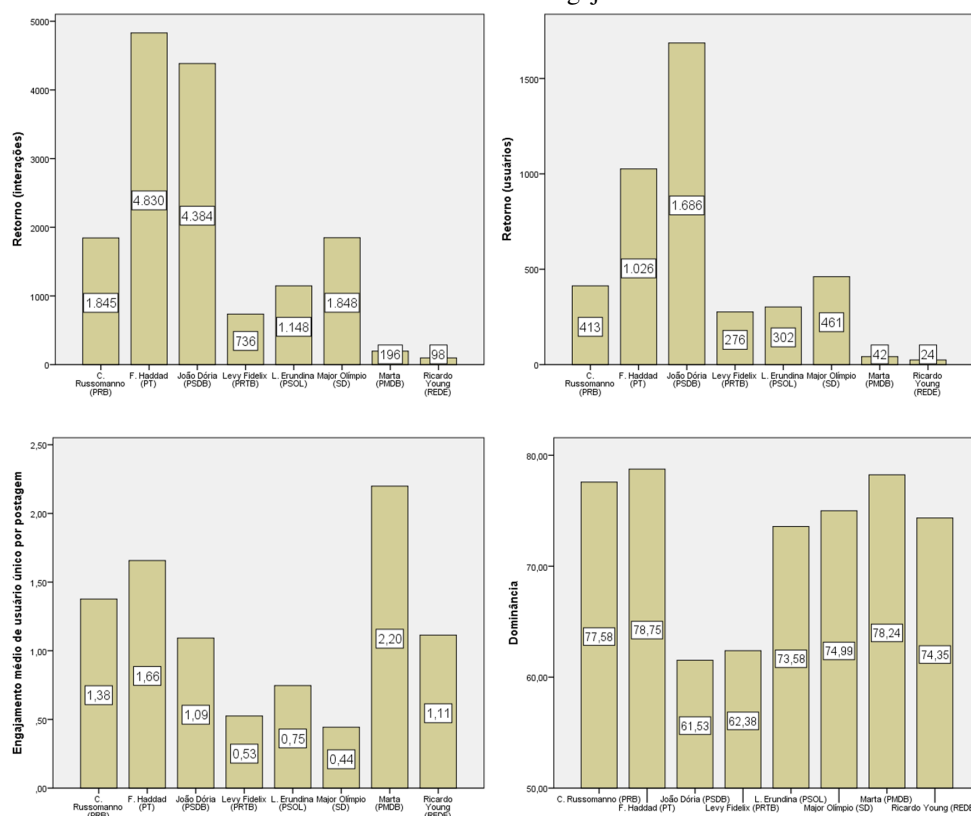 5000
4000
3000
2000
1000
0
Retorno (interações)
1.845
4.830
4.384
736
1.148
1.848
196
98
C. Russomanno (PRB)
F. Haddad (PT)
João Dória (PSDB)
Levy Fidelix (PRTB)
L. Erundina (PSOL)
Major Olímpio (SD)
Marta (PMDB)
Ricardo Young (REDE)
1500
1000
500
0
Retorno (usuários)
413
1.026
1.686
276
302
461
42
24
C. Russomanno (PRB)
F. Haddad (PT)
João Dória (PSDB)
Levy Fidelix (PRTB)
L. Erundina (PSOL)
Major Olímpio (SD)
Marta (PMDB)
Ricardo Young (REDE)
2,50
2,00
1,50
1,00
,50
,00
Engajamento médio de usuário único por postagem
1,38
1,66
1,09
0,53
0,75
0,44
2,20
1,11
C. Russomanno (PRB)
F. Haddad (PT)
João Dória (PSDB)
Levy Fidelix (PRTB)
L. Erundina (PSOL)
Major Olímpio (SD)
Marta (PMDB)
Ricardo Young (REDE)
80,00
70,00
60,00
50,00
Dominância
77,58
78,75
61,53
62,38
73,58
74,99
78,24
74,35
C. Russomanno (PRB)
F. Haddad (PT)
João Dória (PSDB)
Levy Fidelix (PRTB)
L. Erundina (PSOL)
Major Olímpio (SD)
Marta (PMDB)
Ricardo Young (REDE